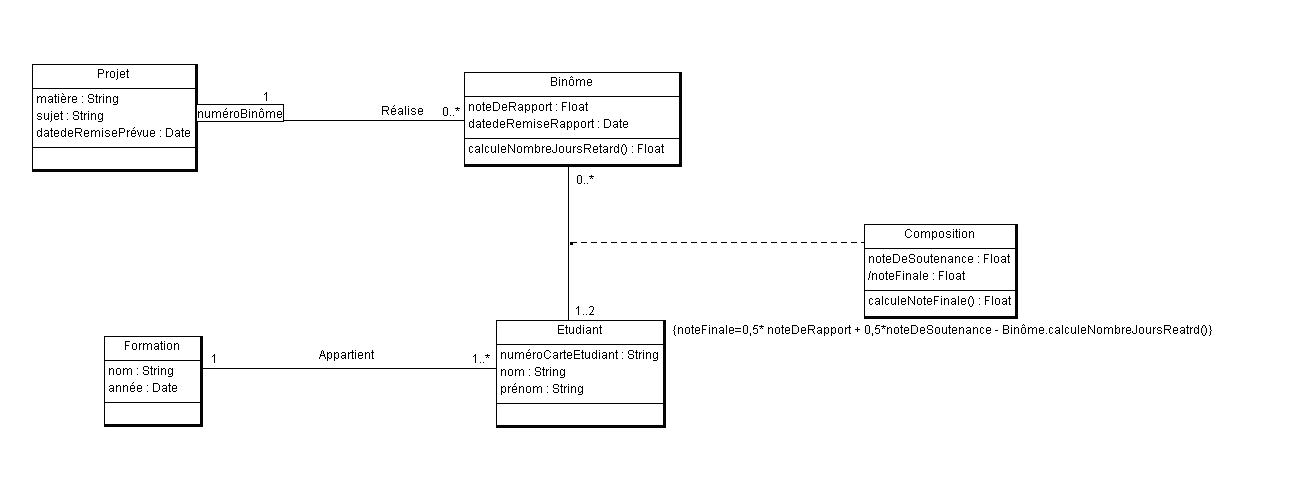 Projet
matière : String
sujet : String
datedeRemisePrévue : Date
numéroBinôme
1
Réalise
0..*
Binôme
noteDeRapport : Float
datedeRemiseRapport : Date
calculeNombreJoursRetard() : Float
0..*
Composition
noteDeSoutenance : Float
/noteFinale : Float
calculeNoteFinale() : Float
1..2
{noteFinale=0,5* noteDeRapport + 0,5*noteDeSoutenance - Binôme.calculeNombreJoursReatrd()}
Etudiant
numéroCarteEtudiant : String
nom : String
prénom : String
Formation
nom : String
année : Date
1
Appartient
1..*